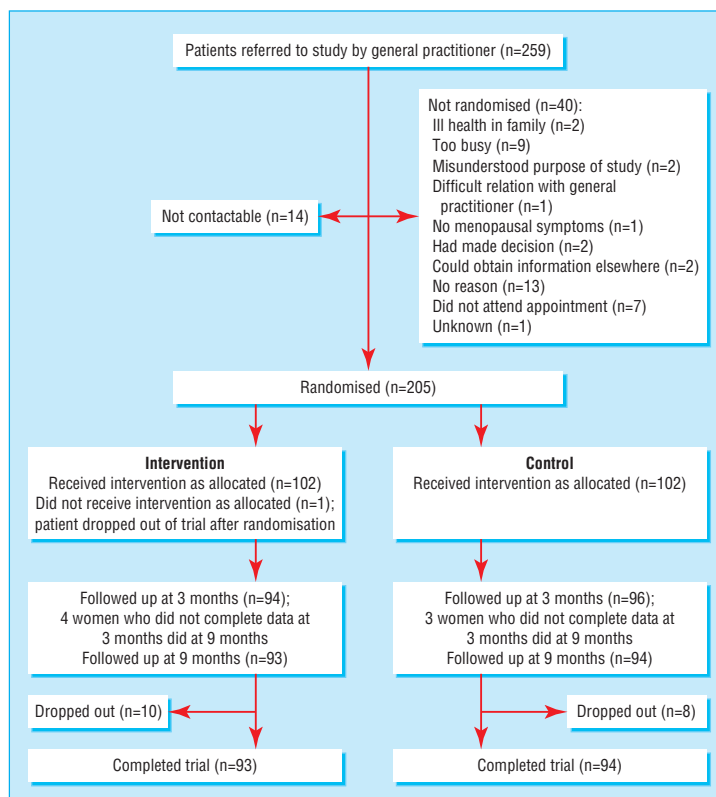 Patients referred to study by general practitioner (n=259)
Not randomised (n=40):
Ill health in family (n=2)
Too busy (n=9)
Misunderstood purpose of study (n=2)
Difficult relation with general
practitioner (n=1)
No menopausal symptoms (n=1)
Had made decision (n=2)
Could obtain information elsewhere (n=2)
No reason (n=13)
Did not attend appointment (n=7)
Unknown (n=1)
Not contactable (n=14)
Randomised (n=205)
Intervention
Received intervention as allocated (n=102)
Did not receive intervention as allocated (n=1);
patient dropped out of trial after randomisation
Control
Received intervention as allocated (n=102)
Followed up at 3 months (n=94);
4 women who did not complete data at
3 months did at 9 months
Followed up at 9 months (n=93)
Followed up at 3 months (n=96);
3 women who did not complete data at
3 months did at 9 months
Followed up at 9 months (n=94)
Dropped out (n=10)
Dropped out (n=8)
Completed trial (n=93)
Completed trial (n=94)